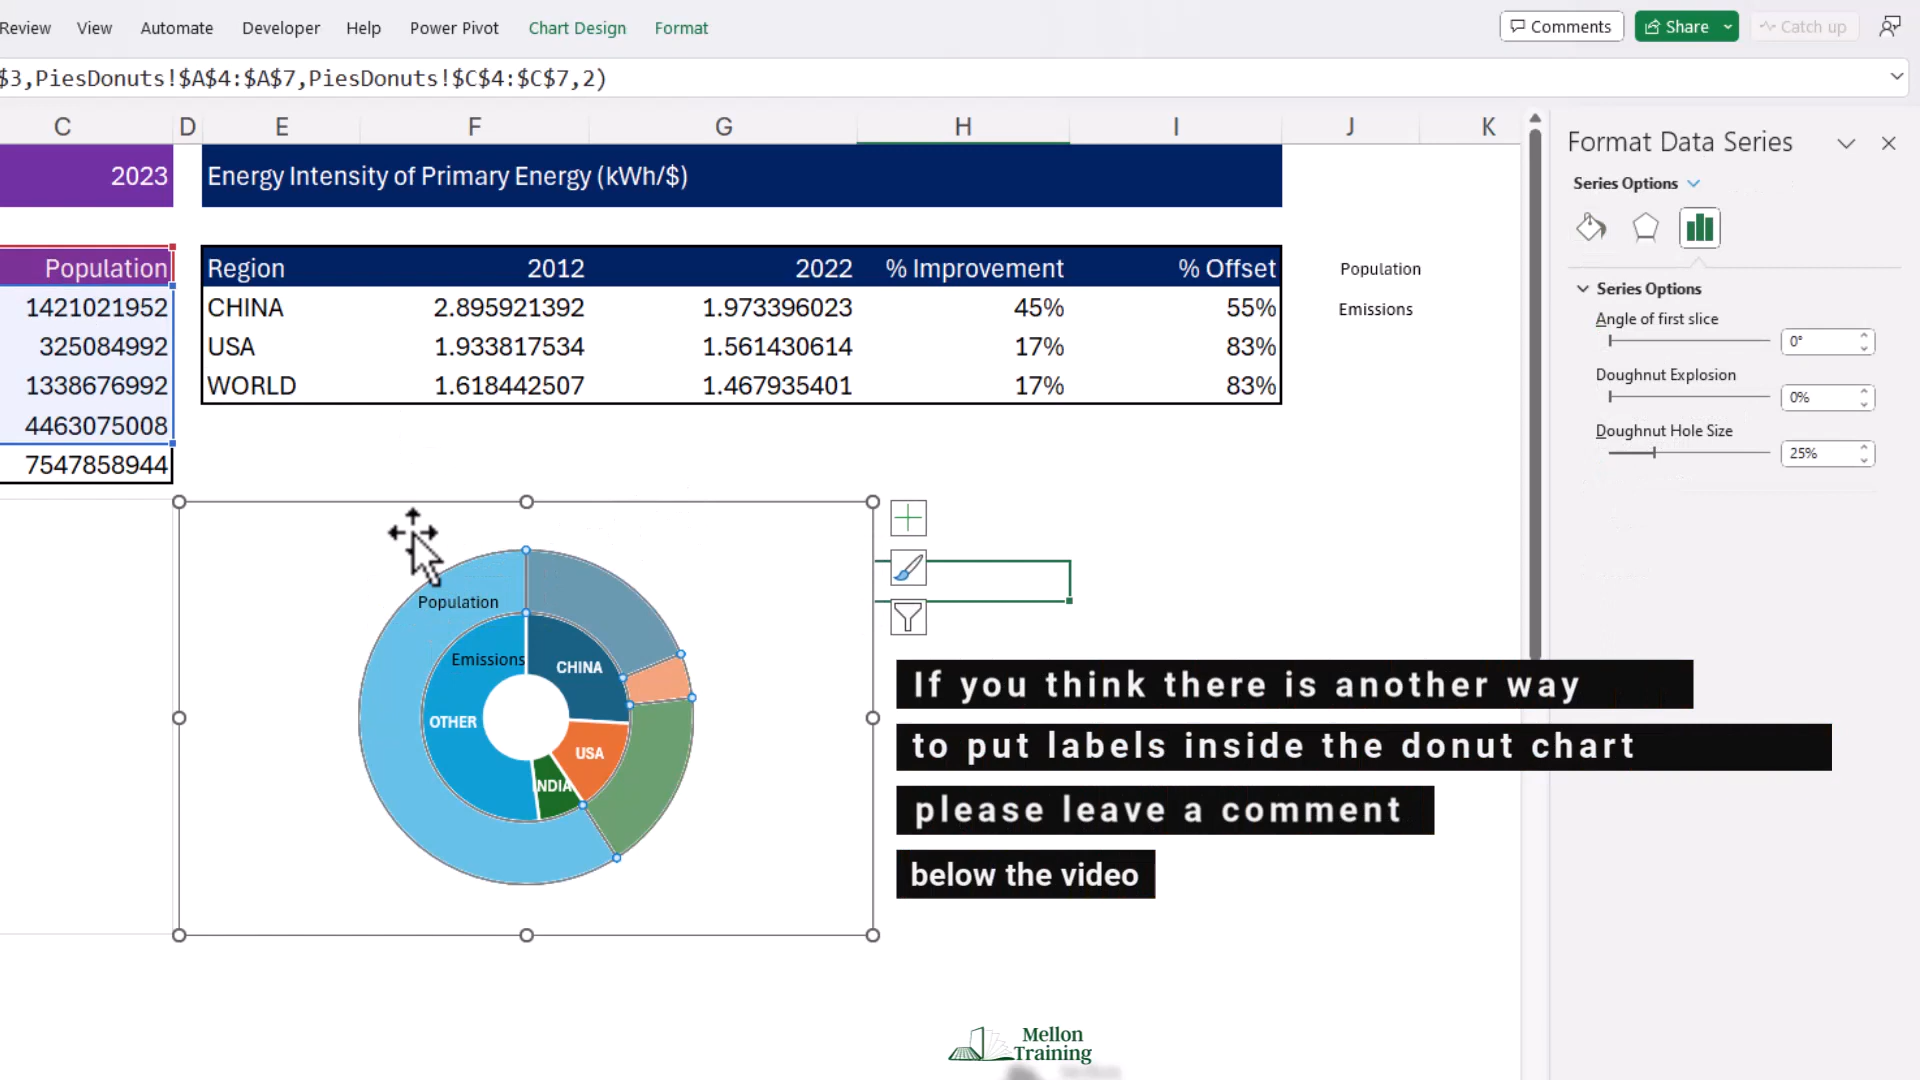 Review View Automate Developer Help Power Pivot Chart Design Format Comments Share Catch up
$3,PiesDonuts!$A$4:$A$7,PiesDonuts!$C$4:$C$7,2)
C D E F G H I J K
2023 Energy Intensity of Primary Energy (kWh/$)
Population Region 2012 2022 % Improvement % Offset Population
1421021952 CHINA 2.895921392 1.973396023 45% 55% Emissions
325084992 USA 1.933817534 1.561430614 17% 83%
1338676992 WORLD 1.618442507 1.467935401 17% 83%
4463075008
7547858944
Format Data Series
Series Options
Series Options
Angle of first slice
0°
Doughnut Explosion
0%
Doughnut Hole Size
25%
Population
Emissions
CHINA
OTHER
USA
NDIA
If you think there is another way
to put labels inside the donut chart
please leave a comment
below the video
Mellon
Training